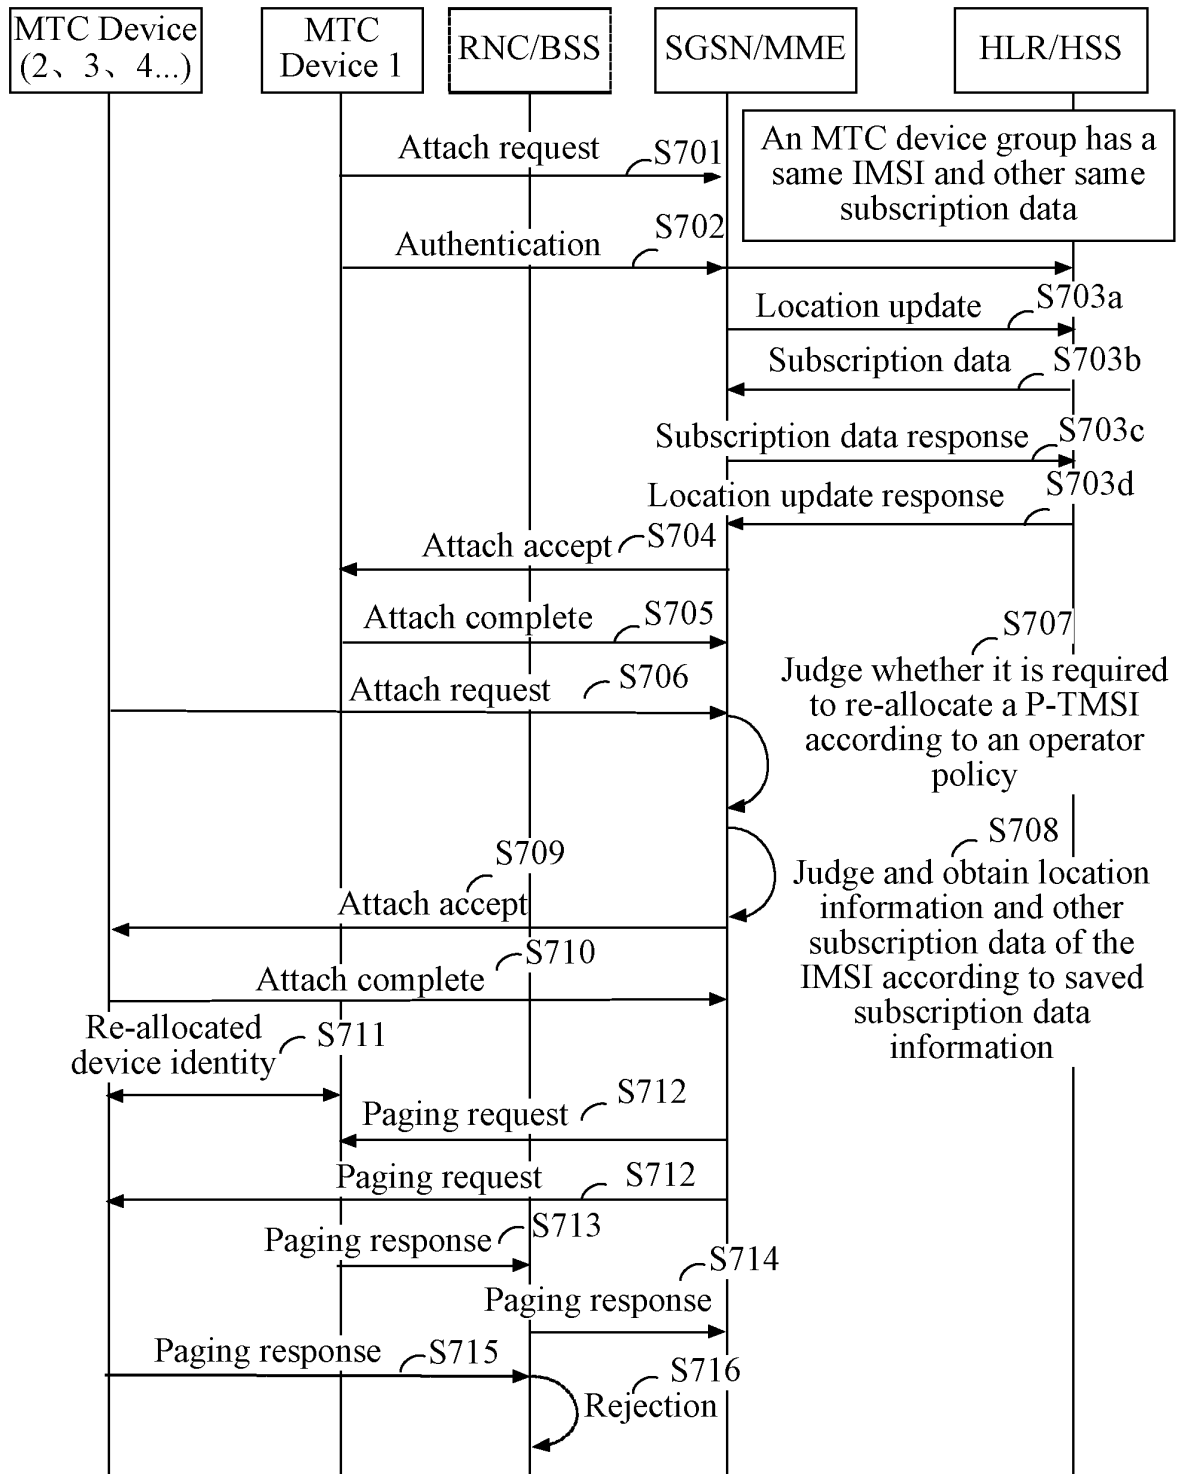 MTC Device
(2、3、4...)
MTC
Device 1
RNC/BSS
SGSN/MME
HLR/HSS
An MTC device group has a
same IMSI and other same
subscription data
Attach request
S701
Authentication
S702
Location update
S703a
Subscription data
S703b
Subscription data response
S703c
Location update response
S703d
Attach accept
S704
Attach complete
S705
Attach request
S706
S707
Judge whether it is required
to re-allocate a P-TMSI
according to an operator
policy
S708
Judge and obtain location
information and other
subscription data of the
IMSI according to saved
subscription data
information
S709
Attach accept
S710
Attach complete
Re-allocated
device identity
S711
Paging request
S712
Paging request
S712
Paging response
S713
Paging response
S714
Paging response
S715
S716
Rejection